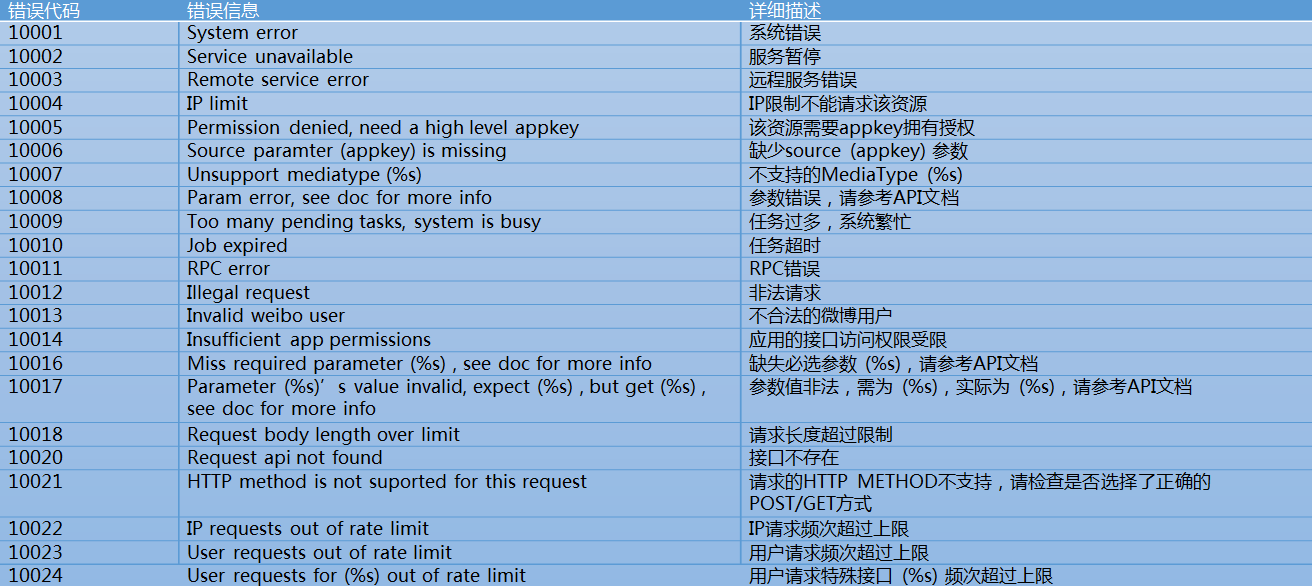 错误代码 错误信息 详细描述
10001 System error 系统错误
10002 Service unavailable 服务暂停
10003 Remote service error 远程服务错误
10004 IP limit IP限制不能请求该资源
10005 Permission denied, need a high level appkey 该资源需要appkey拥有授权
10006 Source paramter (appkey) is missing 缺少source (appkey) 参数
10007 Unsupport mediatype (%s) 不支持的MediaType (%s)
10008 Param error, see doc for more info 参数错误，请参考API文档
10009 Too many pending tasks, system is busy 任务过多，系统繁忙
10010 Job expired 任务超时
10011 RPC error RPC错误
10012 Illegal request 非法请求
10013 Invalid weibo user 不合法的微博用户
10014 Insufficient app permissions 应用的接口访问权限受限
10016 Miss required parameter (%s) , see doc for more info 缺失必选参数 (%s)，请参考API文档
10017 Parameter (%s)’s value invalid, expect (%s) , but get (%s) , 参数值非法，需为 (%s)，实际为 (%s)，请参考API文档
see doc for more info
10018 Request body length over limit 请求长度超过限制
10020 Request api not found 接口不存在
10021 HTTP method is not suported for this request 请求的HTTP METHOD不支持，请检查是否选择了正确的
POST/GET方式
10022 IP requests out of rate limit IP请求频次超过上限
10023 User requests out of rate limit 用户请求频次超过上限
10024 User requests for (%s) out of rate limit 用户请求特殊接口 (%s) 频次超过上限